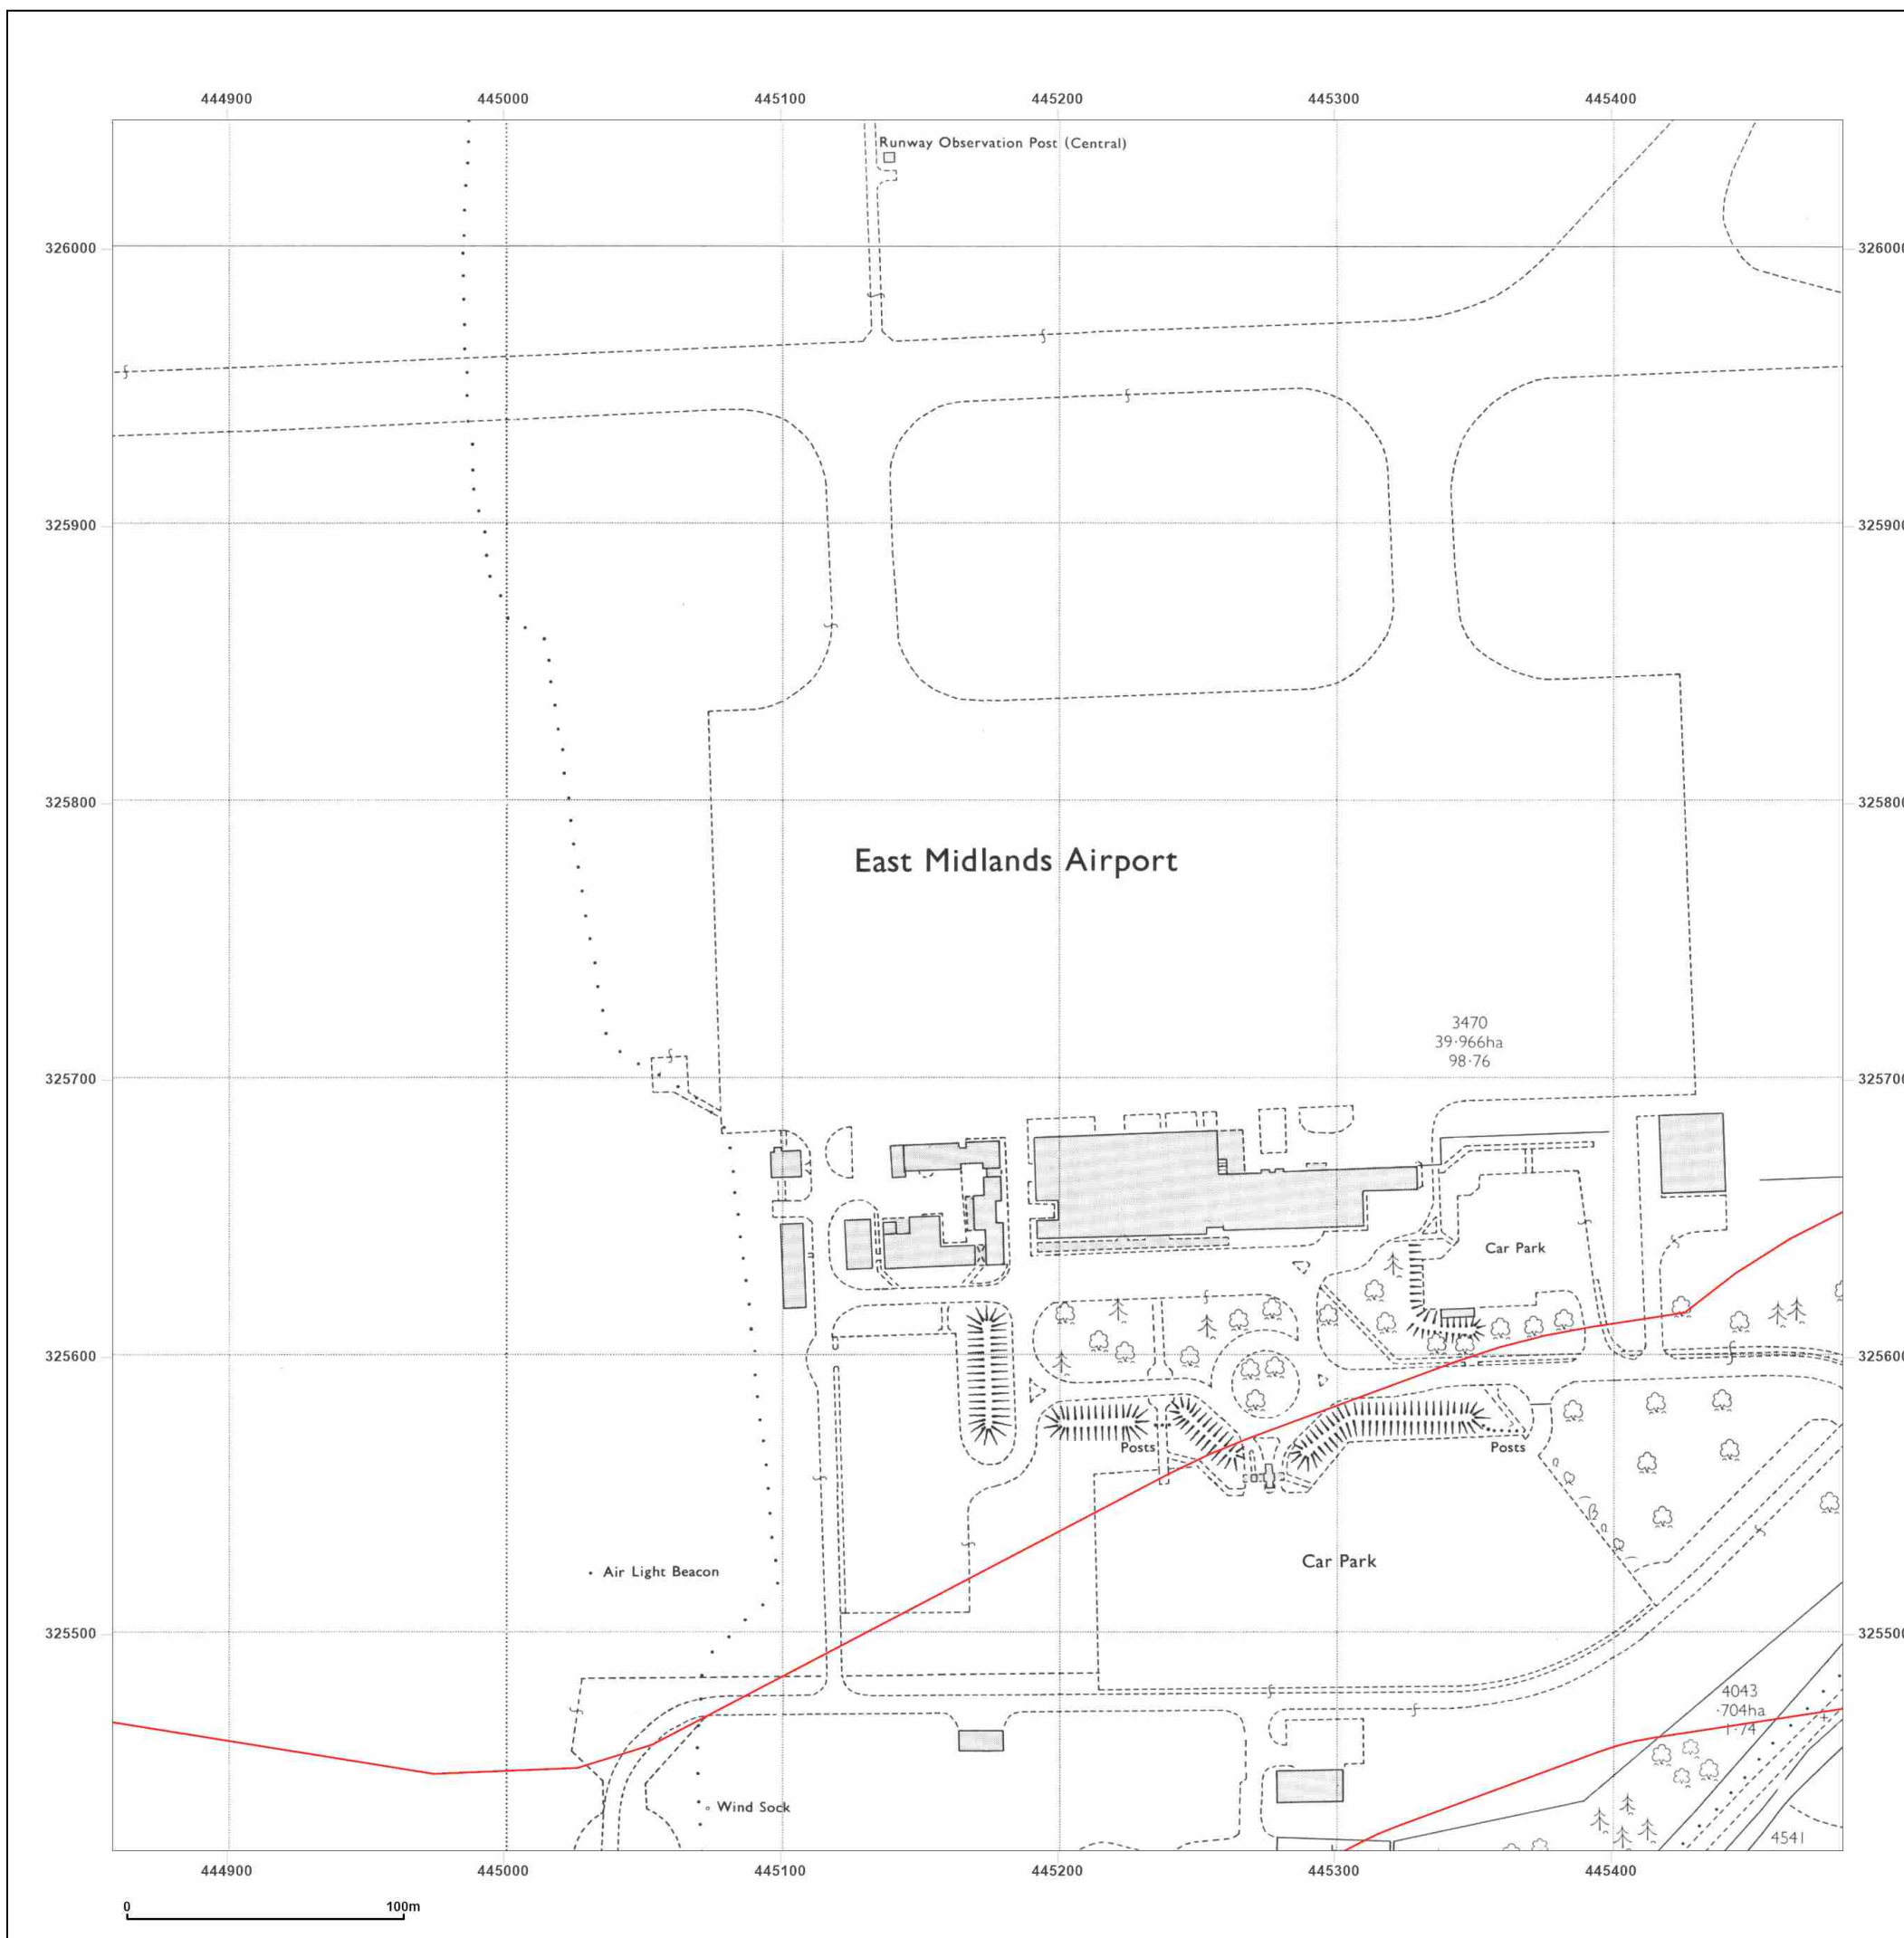 444900 445000 445100 445200 445300 445400
Runway Observation Post (Central)
326000 326000
325900 325900
325800 325800
East Midlands Airport
3470
39·966ha
98·76
325700 325700
Car Park
325600 325600
Posts Posts
Car Park
Air Light Beacon
325500 325500
4043
·704ha
1·74
Wind Sock
4541
444900 445000 445100 445200 445300 445400
0 100m